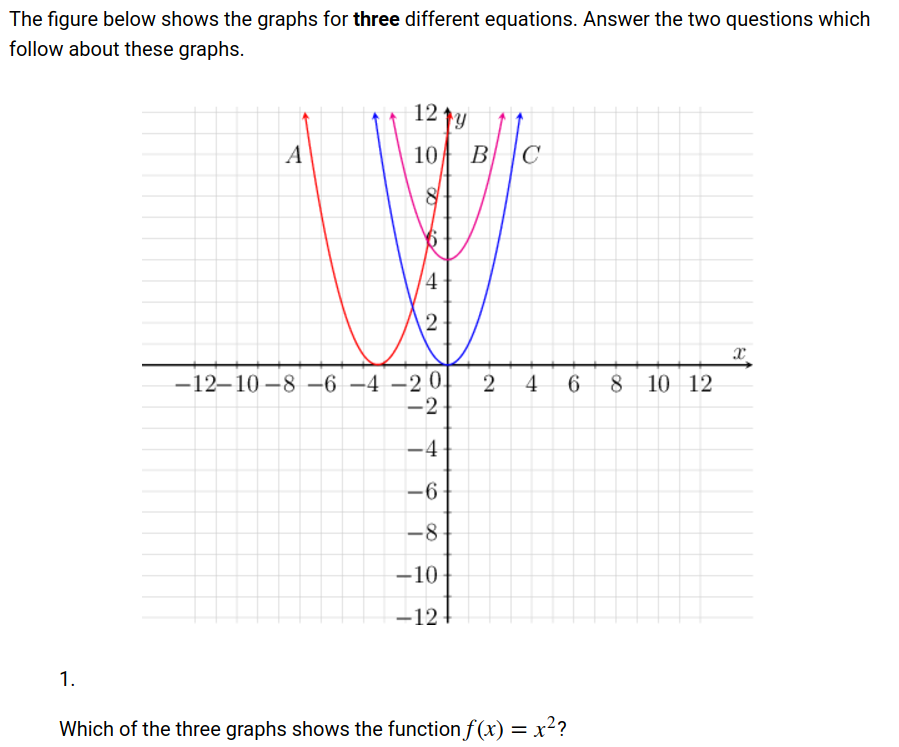 The figure below shows the graphs for three different equations. Answer the two questions which
follow about these graphs.
12 y
A 10 B C
8
6
4
2
x
−12−10−8 −6 −4 −2 0 2 4 6 8 10 12
−2
−4
−6
−8
−10
−12
1.
Which of the three graphs shows the function f(x) = x²?